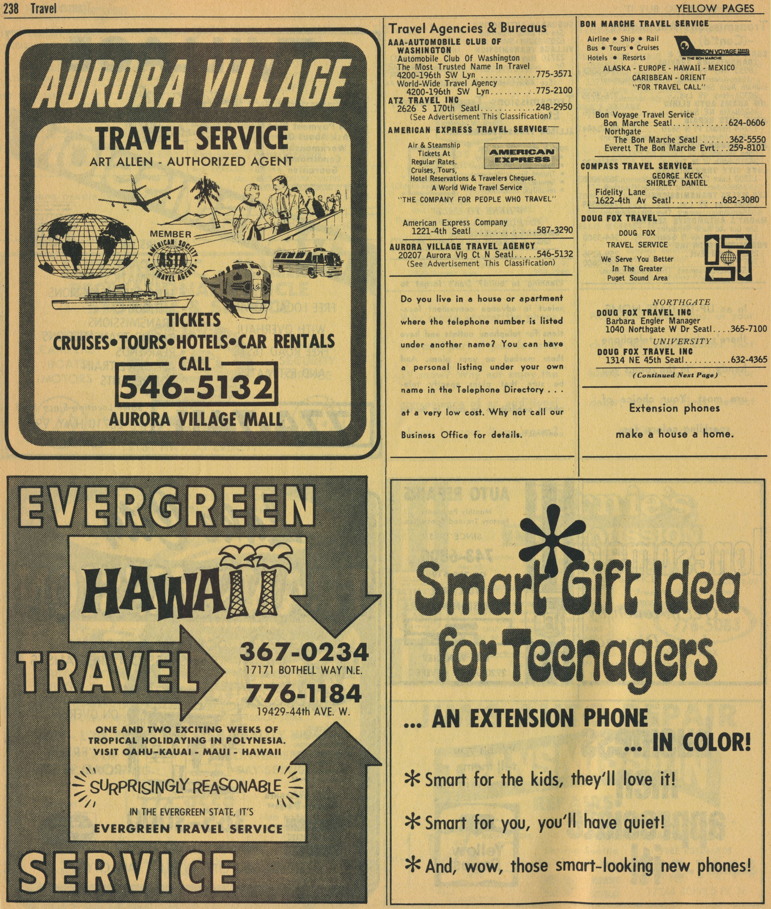 238 Travel
YELLOW PAGES
AURORA VILLAGE
TRAVEL SERVICE
ART ALLEN - AUTHORIZED AGENT
MEMBER
AMERICAN SOCIETY
ASTA
OF TRAVEL AGENTS
TICKETS
CRUISES•TOURS•HOTELS•CAR RENTALS
CALL
546-5132
AURORA VILLAGE MALL
EVERGREEN
HAWAII
TRAVEL
367-0234
17171 BOTHELL WAY N.E.
776-1184
19429-44th AVE. W.
ONE AND TWO EXCITING WEEKS OF
TROPICAL HOLIDAYING IN POLYNESIA.
VISIT OAHU-KAUAI - MAUI - HAWAII
SURPRISINGLY REASONABLE
IN THE EVERGREEN STATE, IT'S
EVERGREEN TRAVEL SERVICE
SERVICE
Travel Agencies & Bureaus
AAA-AUTOMOBILE CLUB OF
WASHINGTON
Automobile Club Of Washington
The Most Trusted Name In Travel
4200-196th SW Lyn ............775-3571
World-Wide Travel Agency
4200-196th SW Lyn..........775-2100
ATZ TRAVEL INC
2626 S 170th Seatl............248-2950
(See Advertisement This Classification)
AMERICAN EXPRESS TRAVEL SERVICE
Air & Steamship
Tickets At
Regular Rates.
Cruises, Tours,
AMERICAN
EXPRESS
Hotel Reservations & Travelers Cheques.
A World Wide Travel Service
"THE COMPANY FOR PEOPLE WHO TRAVEL"
American Express Company
1221-4th Seatl ..............587-3290
AURORA VILLAGE TRAVEL AGENCY
20207 Aurora Vlg Ct N Seatl.....546-5132
(See Advertisement This Classification)
Do you live in a house or apartment
where the telephone number is listed
under another name? You can have
a personal listing under your own
name in the Telephone Directory . . .
at a very low cost. Why not call our
Business Office for details.
BON MARCHE TRAVEL SERVICE
Airline • Ship • Rail
Bus • Tours • Cruises
Hotels • Resorts
BON VOYAGE
IN THE BON MARCHE
ALASKA - EUROPE - HAWAII - MEXICO
CARIBBEAN - ORIENT
"FOR TRAVEL CALL"
Bon Voyage Travel Service
Bon Marche Seatl...........624-0606
Northgate
The Bon Marche Seatl .....362-5550
Everett The Bon Marche Evrt...259-8101
COMPASS TRAVEL SERVICE
GEORGE KECK
SHIRLEY DANIEL
Fidelity Lane
1622-4th Av Seatl............682-3080
DOUG FOX TRAVEL
DOUG FOX
TRAVEL SERVICE
We Serve You Better
In The Greater
Puget Sound Area
NORTHGATE
DOUG FOX TRAVEL INC
Barbara Engler Manager
1040 Northgate W Dr Seatl....365-7100
UNIVERSITY
DOUG FOX TRAVEL INC
1314 NE 45th Seatl............632-4365
(Continued Next Page)
Extension phones
make a house a home.
Smart Gift Idea
for Teenagers
... AN EXTENSION PHONE
... IN COLOR!
* Smart for the kids, they'll love it!
* Smart for you, you'll have quiet!
* And, wow, those smart-looking new phones!